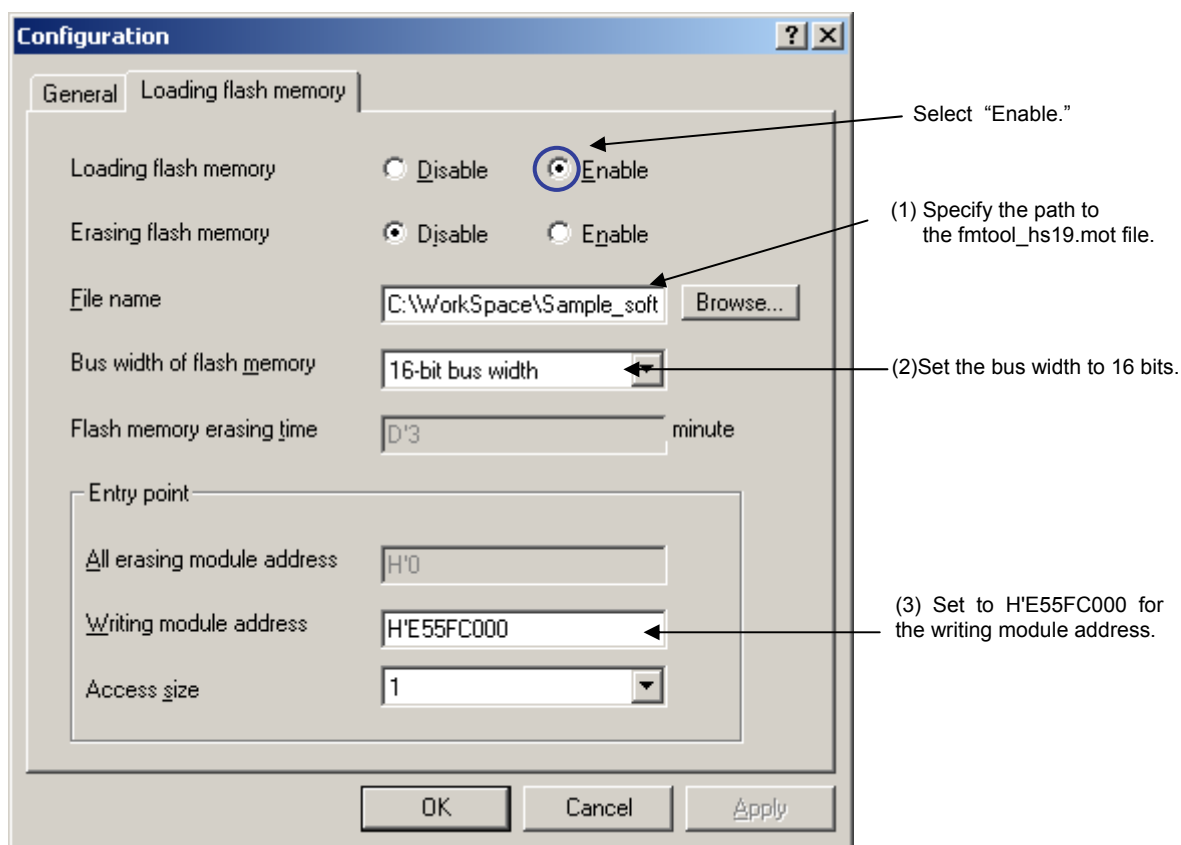 Configuration
General Loading flash memory
Select “Enable.”
Loading flash memory Disable Enable
(1) Specify the path to
the fmtool_hs19.mot file.
Erasing flash memory Disable Enable
File name C:\WorkSpace\Sample_soft Browse...
Bus width of flash memory 16-bit bus width
(2)Set the bus width to 16 bits.
Flash memory erasing time D'3 minute
Entry point
All erasing module address H'0
(3) Set to H'E55FC000 for
the writing module address.
Writing module address H'E55FC000
Access size 1
OK Cancel Apply